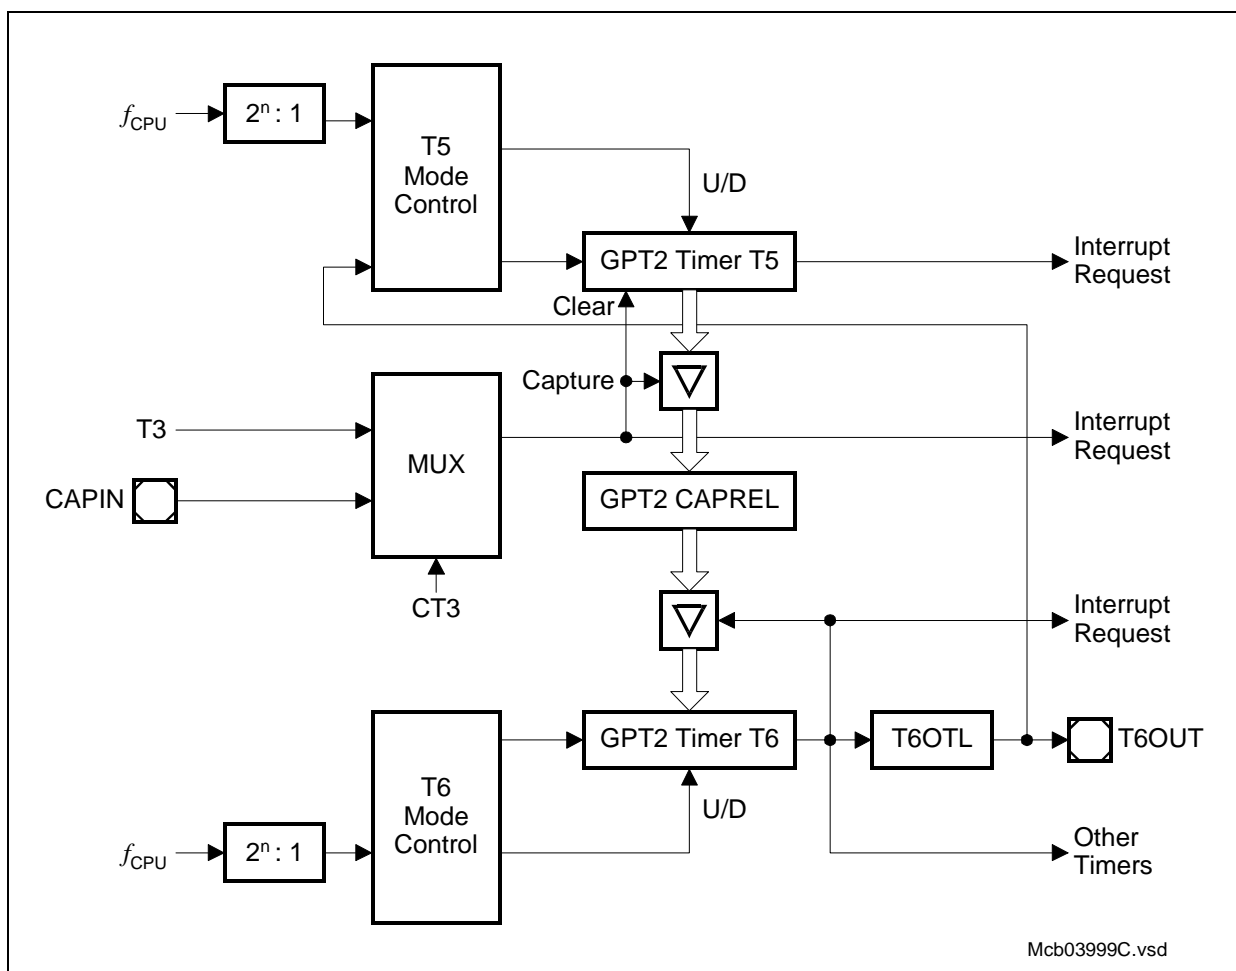 fCPU
2ⁿ : 1
T5
Mode
Control
U/D
GPT2 Timer T5
Interrupt
Request
Clear
Capture
T3
MUX
Interrupt
Request
CAPIN
GPT2 CAPREL
CT3
Interrupt
Request
GPT2 Timer T6
T6OTL
T6OUT
T6
Mode
Control
U/D
fCPU
2ⁿ : 1
Other
Timers
Mcb03999C.vsd